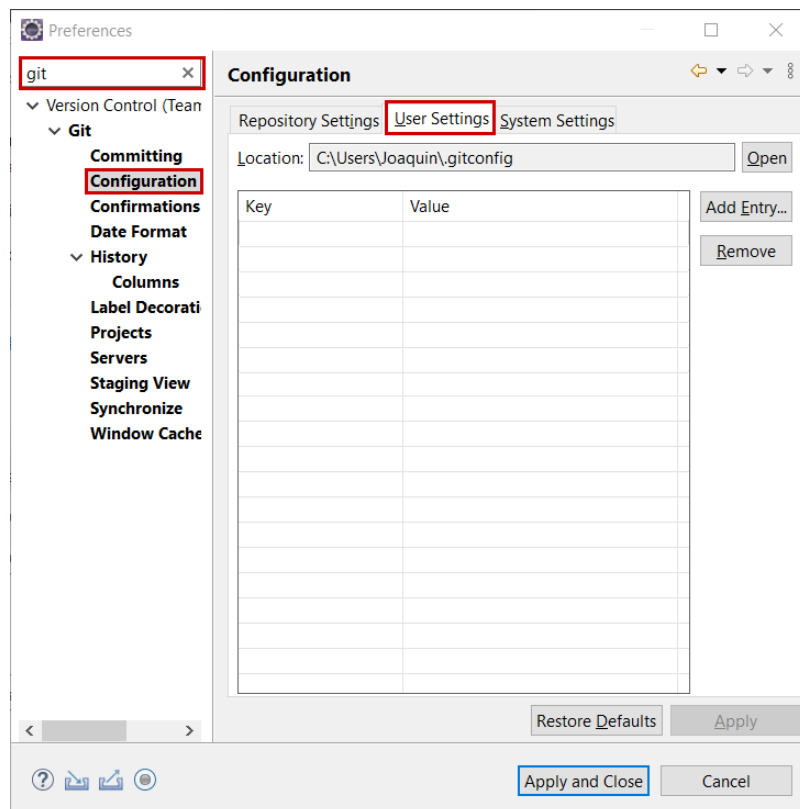 Preferences
git
Version Control (Team
Git
Committing
Configuration
Confirmations
Date Format
History
Columns
Label Decorati
Projects
Servers
Staging View
Synchronize
Window Cache
Configuration
Repository Settings User Settings System Settings
Location: C:\Users\Joaquin\.gitconfig Open
Key Value Add Entry...
Remove
Restore Defaults Apply
Apply and Close Cancel